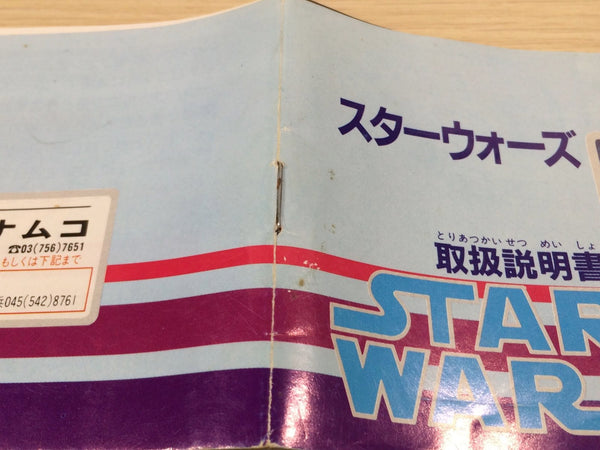 スターウォーズ
とりあつかいせつ めい しょ
取扱説明書
STAR
WAR
ナムコ
☎03(756)7651
もしくは下記まで
045(542)8761